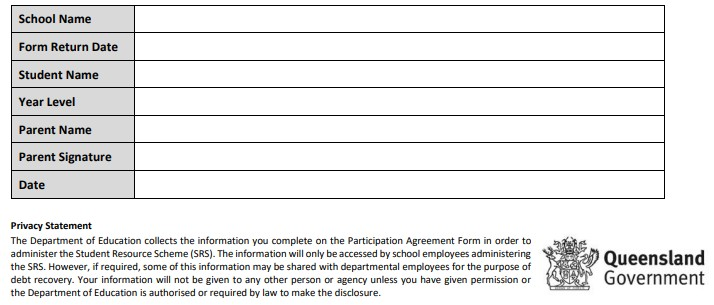 School Name
Form Return Date
Student Name
Year Level
Parent Name
Parent Signature
Date
Privacy Statement
The Department of Education collects the information you complete on the Participation Agreement Form in order to
administer the Student Resource Scheme (SRS). The information will only be accessed by school employees administering
the SRS. However, if required, some of this information may be shared with departmental employees for the purpose of
debt recovery. Your information will not be given to any other person or agency unless you have given permission or
the Department of Education is authorised or required by law to make the disclosure.
Queensland
Government